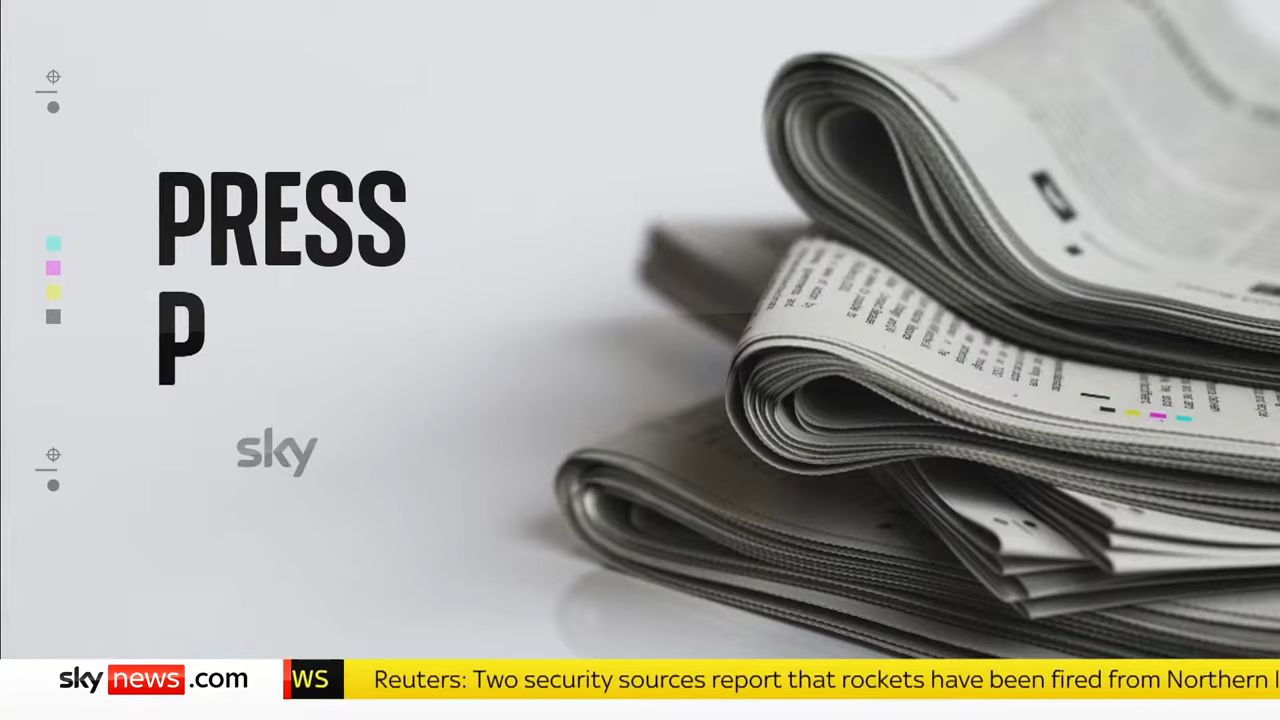 PRESS
P
sky
sky news .com
WS
Reuters: Two security sources report that rockets have been fired from Northern I